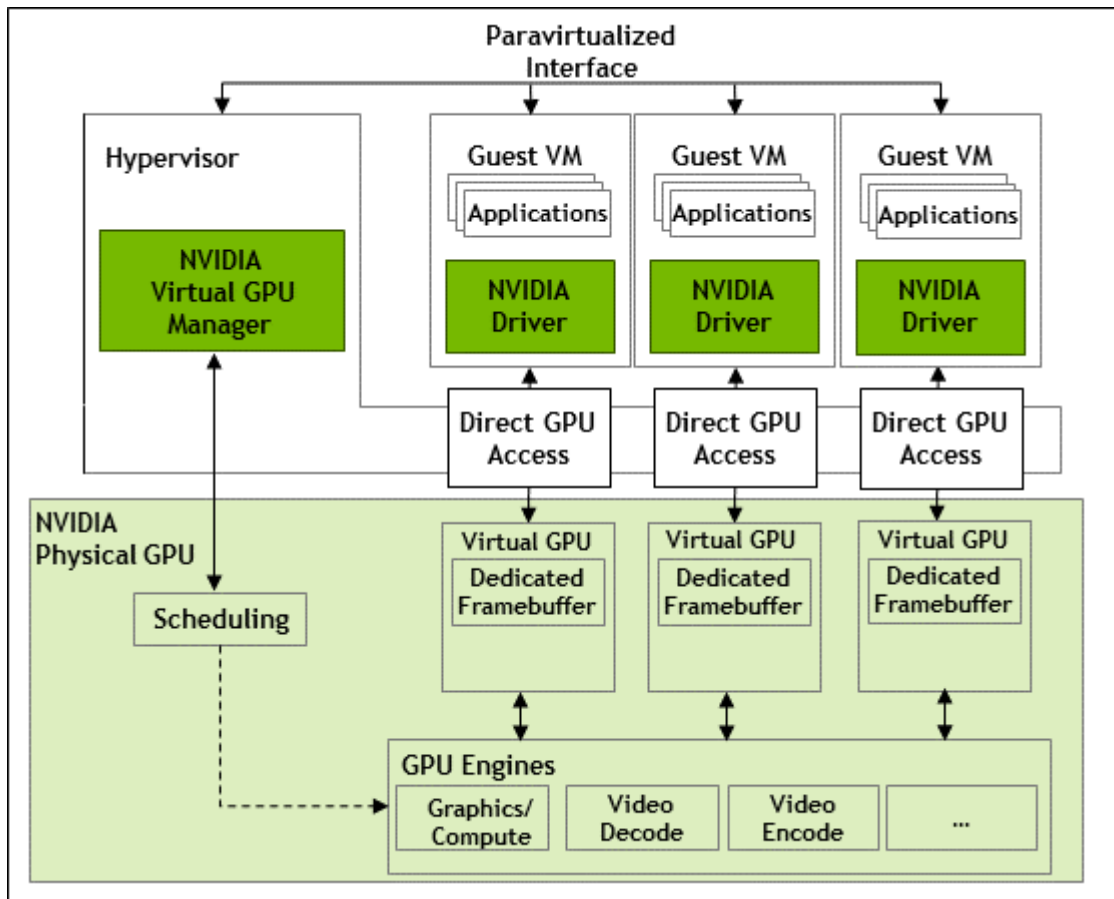 Paravirtualized
Interface
Hypervisor
NVIDIA
Virtual GPU
Manager
Guest VM
Applications
NVIDIA
Driver
Guest VM
Applications
NVIDIA
Driver
Guest VM
Applications
NVIDIA
Driver
Direct GPU
Access
Direct GPU
Access
Direct GPU
Access
NVIDIA
Physical GPU
Scheduling
Virtual GPU
Dedicated
Framebuffer
Virtual GPU
Dedicated
Framebuffer
Virtual GPU
Dedicated
Framebuffer
GPU Engines
Graphics/
Compute
Video
Decode
Video
Encode
...